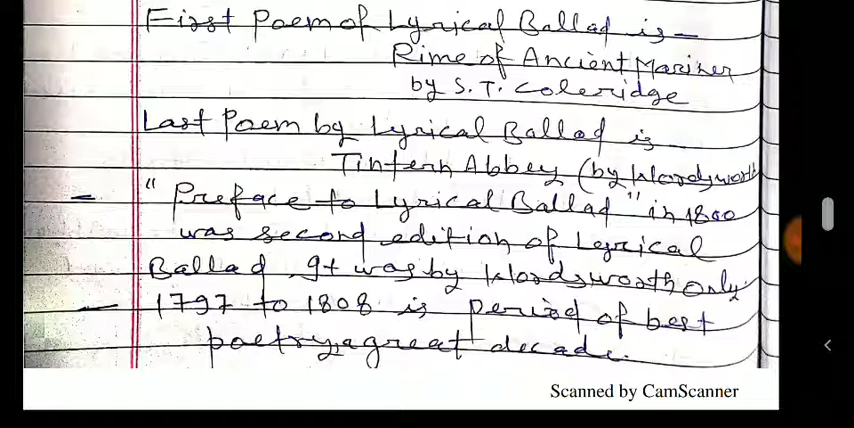 First Poem of Lyrical Ballad is –
Rime of Ancient Mariner
by S. T. Coleridge
Last Poem by Lyrical Ballad is
Tintern Abbey (by Wordsworth
– "Preface to Lyrical Ballad" in 1800
was second edition of Lyrical
Ballad. It was by Wordsworth only.
– 1797 to 1808 is period of best
poetry, a great decade.
Scanned by CamScanner